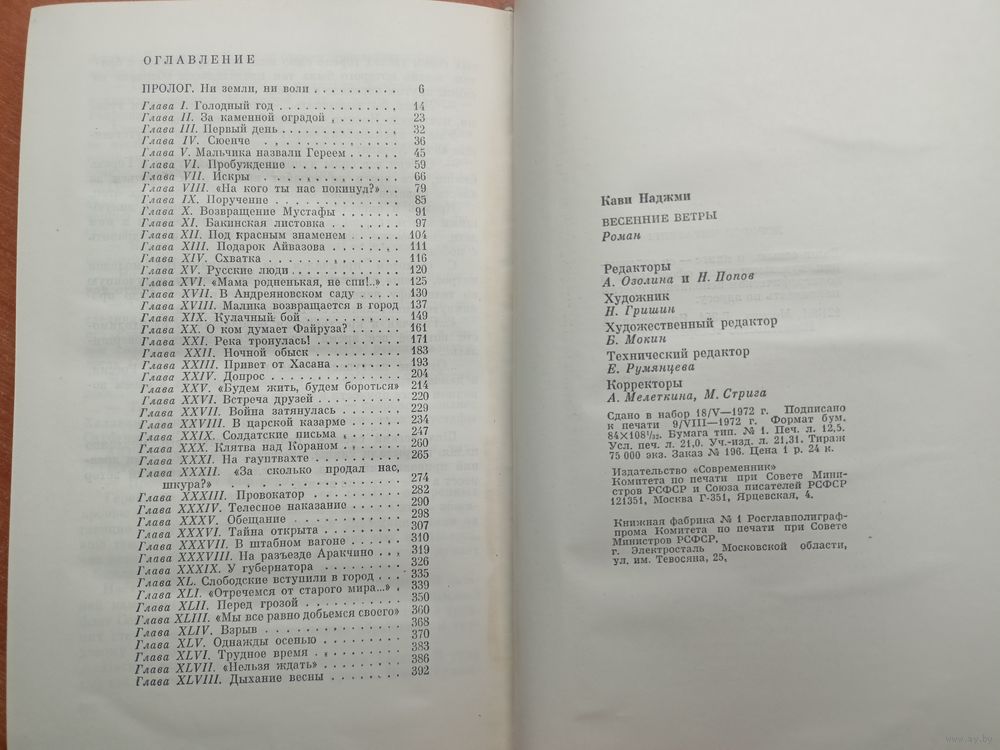 ОГЛАВЛЕНИЕ
ПРОЛОГ. Ни земли, ни воли . . . . . . . . . . 6
Глава I. Голодный год . . . . . . . . . . . . . 14
Глава II. За каменной оградой . . . . . . . 23
Глава III. Первый день . . . . . . . . . . . . 32
Глава IV. Сюенче . . . . . . . . . . . . . 36
Глава V. Мальчика назвали Гереем . . . . . 45
Глава VI. Пробуждение . . . . . . . . . . . 59
Глава VII. Искры . . . . . . . . . . . . . 66
Глава VIII. «На кого ты нас покинул?» . . 79
Глава IX. Поручение . . . . . . . . . . . . 85
Глава X. Возвращение Мустафы . . . . . . 91
Глава XI. Бакинская листовка . . . . . . . 97
Глава XII. Под красным знаменем . . . . . 104
Глава XIII. Подарок Айвазова . . . . . . . 111
Глава XIV. Схватка . . . . . . . . . . . . 116
Глава XV. Русские люди . . . . . . . . . . 120
Глава XVI. «Мама родненькая, не спи!..» . . 125
Глава XVII. В Андреяновском саду . . . . . 130
Глава XVIII. Малика возвращается в город 137
Глава XIX. Кулачный бой . . . . . . . . . 149
Глава XX. О ком думает Файруза? . . . . . 161
Глава XXI. Река тронулась! . . . . . . . . 171
Глава XXII. Ночной обыск . . . . . . . . . 183
Глава XXIII. Привет от Хасана . . . . . . . 193
Глава XXIV. Допрос . . . . . . . . . . . . 204
Глава XXV. «Будем жить, будем бороться» 214
Глава XXVI. Встреча друзей . . . . . . . . 220
Глава XXVII. Война затянулась . . . . . . . 229
Глава XXVIII. В царской казарме . . . . . . 234
Глава XXIX. Солдатские письма . . . . . . . 247
Глава XXX. Клятва над Кораном . . . . . . 260
Глава XXXI. На гауптвахте . . . . . . . . . 265
Глава XXXII. «За сколько продал нас,
шкура?» . . . . . . . . . . . . . . 274
Глава XXXIII. Провокатор . . . . . . . . . 282
Глава XXXIV. Телесное наказание . . . . . . 290
Глава XXXV. Обещание . . . . . . . . . . . 298
Глава XXXVI. Тайна открыта . . . . . . . . 307
Глава XXXVII. В штабном вагоне . . . . . . 310
Глава XXXVIII. На разъезде Аракчино . . . 319
Глава XXXIX. У губернатора . . . . . . . . 326
Глава XL. Слободские вступили в город . . . 335
Глава XLI. «Отречемся от старого мира...» . 339
Глава XLII. Перед грозой . . . . . . . . . . 350
Глава XLIII. «Мы все равно добьемся своего» 360
Глава XLIV. Взрыв . . . . . . . . . . . . . 368
Глава XLV. Однажды осенью . . . . . . . . 370
Глава XLVI. Трудное время . . . . . . . . . 383
Глава XLVII. «Нельзя ждать» . . . . . . . . 386
Глава XLVIII. Дыхание весны . . . . . . . . 392
Кави Наджми
ВЕСЕННИЕ ВЕТРЫ
Роман
Редакторы
А. Озолина и Н. Попов
Художник
Н. Гришин
Художественный редактор
Б. Мокин
Технический редактор
Е. Румянцева
Корректоры
А. Мелеткина, М. Стрига
Сдано в набор 18/V—1972 г. Подписано
к печати 9/VIII—1972 г. Формат бум.
84×108¹/₃₂. Бумага тип. № 1. Печ. л. 12,5.
Усл. печ. л. 21,0. Уч.-изд. л. 21,31. Тираж
75 000 экз. Заказ № 196. Цена 1 р. 24 к.
Издательство «Современник»
Комитета по печати при Совете Мини-
стров РСФСР и Союза писателей РСФСР
121351, Москва Г-351, Ярцевская, 4.
Книжная фабрика № 1 Росглавполиграф-
прома Комитета по печати при Совете
Министров РСФСР,
г. Электросталь Московской области,
ул. им. Тевосяна, 25,
www.ay.by